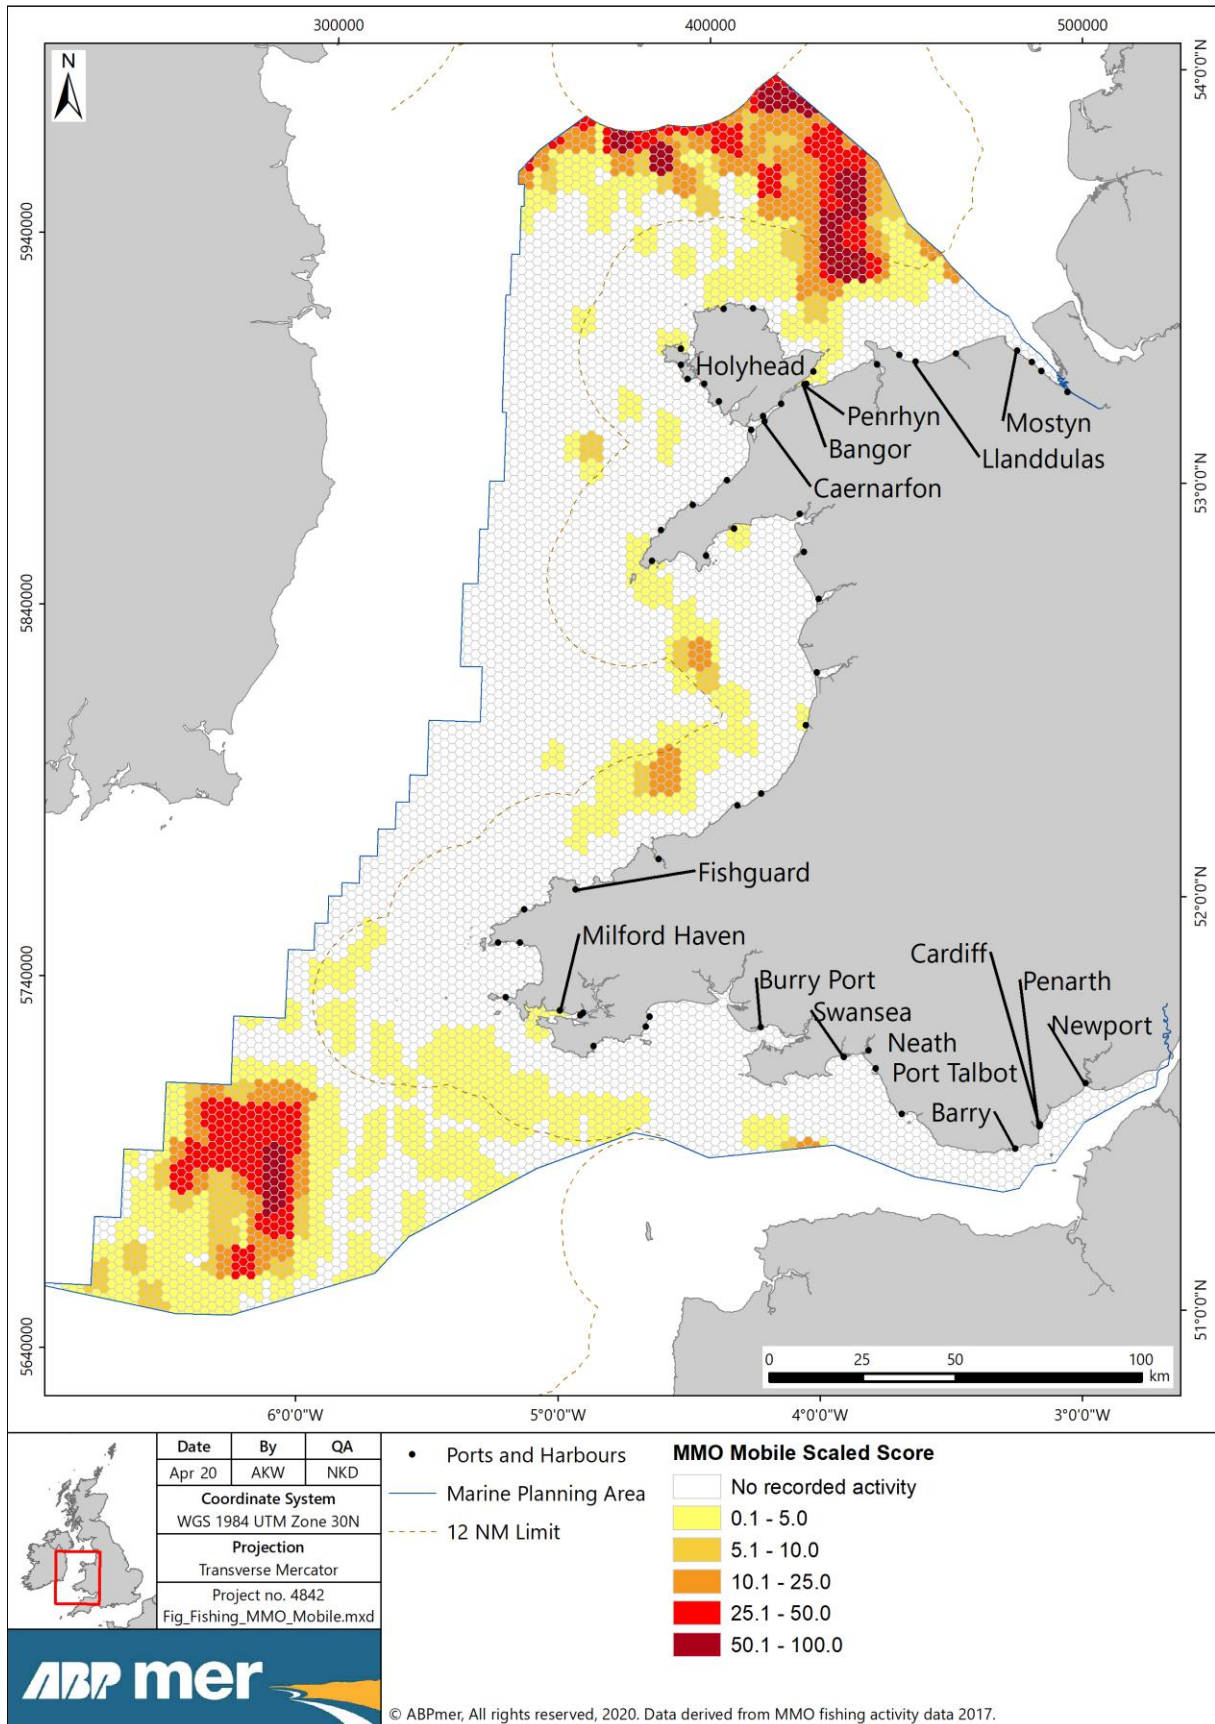 300000
400000
500000
N
54°0'0"N
5940000
Holyhead
Penrhyn
Bangor
Mostyn
Llanddulas
Caernarfon
53°0'0"N
5840000
Fishguard
52°0'0"N
Milford Haven
Cardiff
5740000
Burry Port
Penarth
Swansea
Newport
Neath
Port Talbot
Barry
51°0'0"N
5640000
0 25 50 100
km
6°0'0"W
5°0'0"W
4°0'0"W
3°0'0"W
Date By QA
Apr 20 AKW NKD
Coordinate System
WGS 1984 UTM Zone 30N
Projection
Transverse Mercator
Project no. 4842
Fig_Fishing_MMO_Mobile.mxd
ABP mer
Ports and Harbours
Marine Planning Area
12 NM Limit
MMO Mobile Scaled Score
No recorded activity
0.1 - 5.0
5.1 - 10.0
10.1 - 25.0
25.1 - 50.0
50.1 - 100.0
© ABPmer, All rights reserved, 2020. Data derived from MMO fishing activity data 2017.